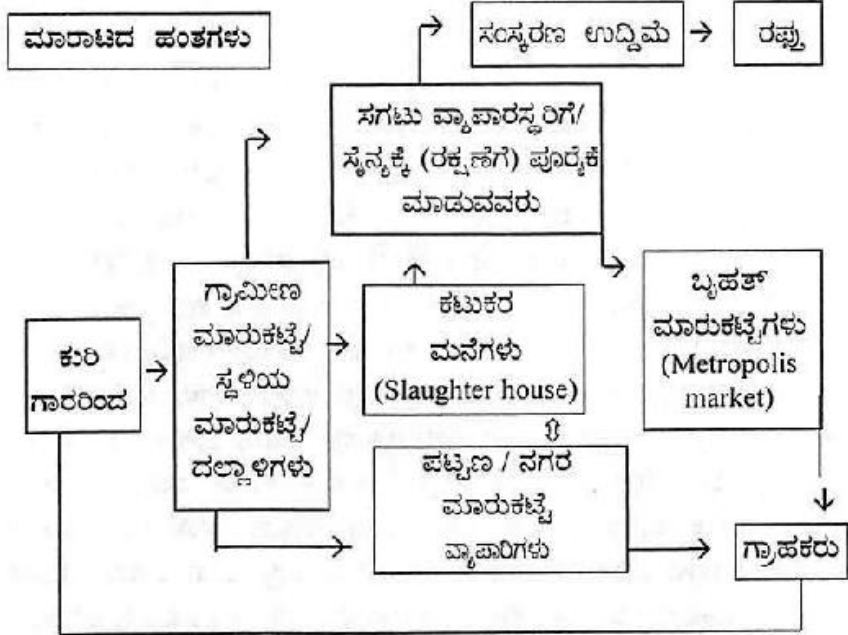 ಮಾರಾಟದ ಹಂತಗಳು
ಸಂಸ್ಕರಣ ಉದ್ದಿಮೆ
ರಫ್ತು
ಸಗಟು ವ್ಯಾಪಾರಸ್ಥರಿಗೆ/
ಸೈನ್ಯಕ್ಕೆ (ರಕ್ಷಣೆಗೆ) ಪೂರೈಕೆ
ಮಾಡುವವರು
ಕುರಿ
ಗಾರರಿಂದ
ಗ್ರಾಮೀಣ
ಮಾರುಕಟ್ಟೆ/
ಸ್ಥಳಿಯ
ಮಾರುಕಟ್ಟೆ/
ದಲ್ಲಾಳಿಗಳು
ಕಟುಕರ
ಮನೆಗಳು
(Slaughter house)
ಬೃಹತ್
ಮಾರುಕಟ್ಟೆಗಳು
(Metropolis
market)
ಪಟ್ಟಣ / ನಗರ
ಮಾರುಕಟ್ಟೆ
ವ್ಯಾಪಾರಿಗಳು
ಗ್ರಾಹಕರು